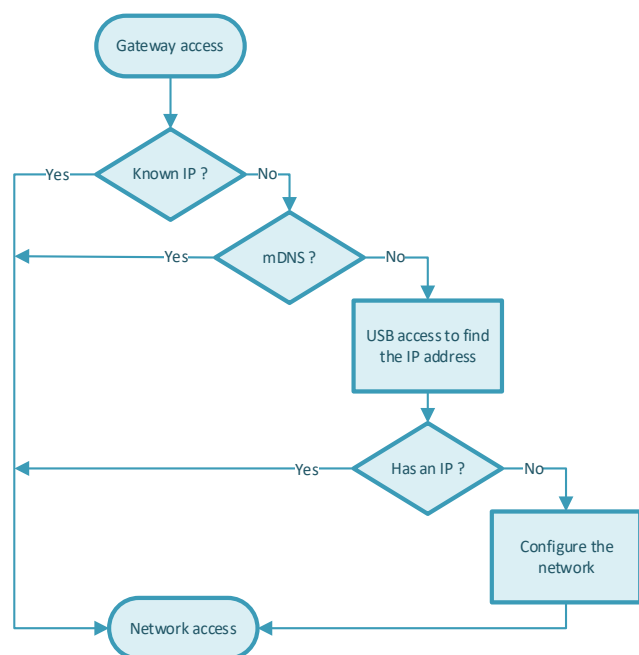 Gateway access
Known IP ?
Yes
No
mDNS ?
Yes
No
USB access to find
the IP address
Has an IP ?
Yes
No
Configure the
network
Network access